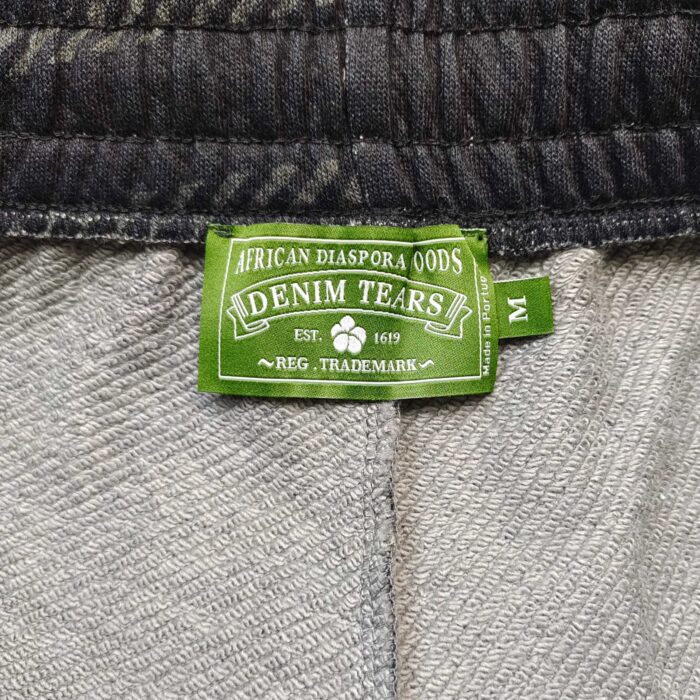 AFRICAN DIASPORA OODS
DENIM TEARS
EST. 1619
~REG . TRADEMARK~
Made in Portug
M